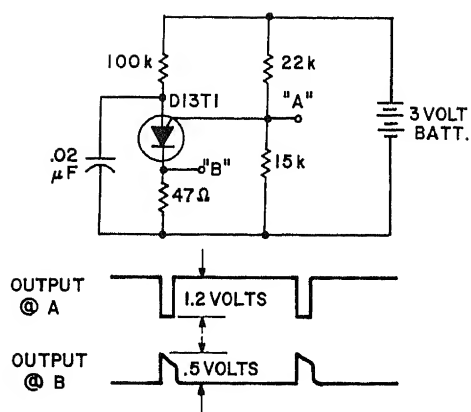 100k
22k
D13T1
"A"
3 VOLT
BATT.
.02
µF
"B"
15k
47Ω
OUTPUT
@ A
1.2 VOLTS
OUTPUT
@ B
.5 VOLTS